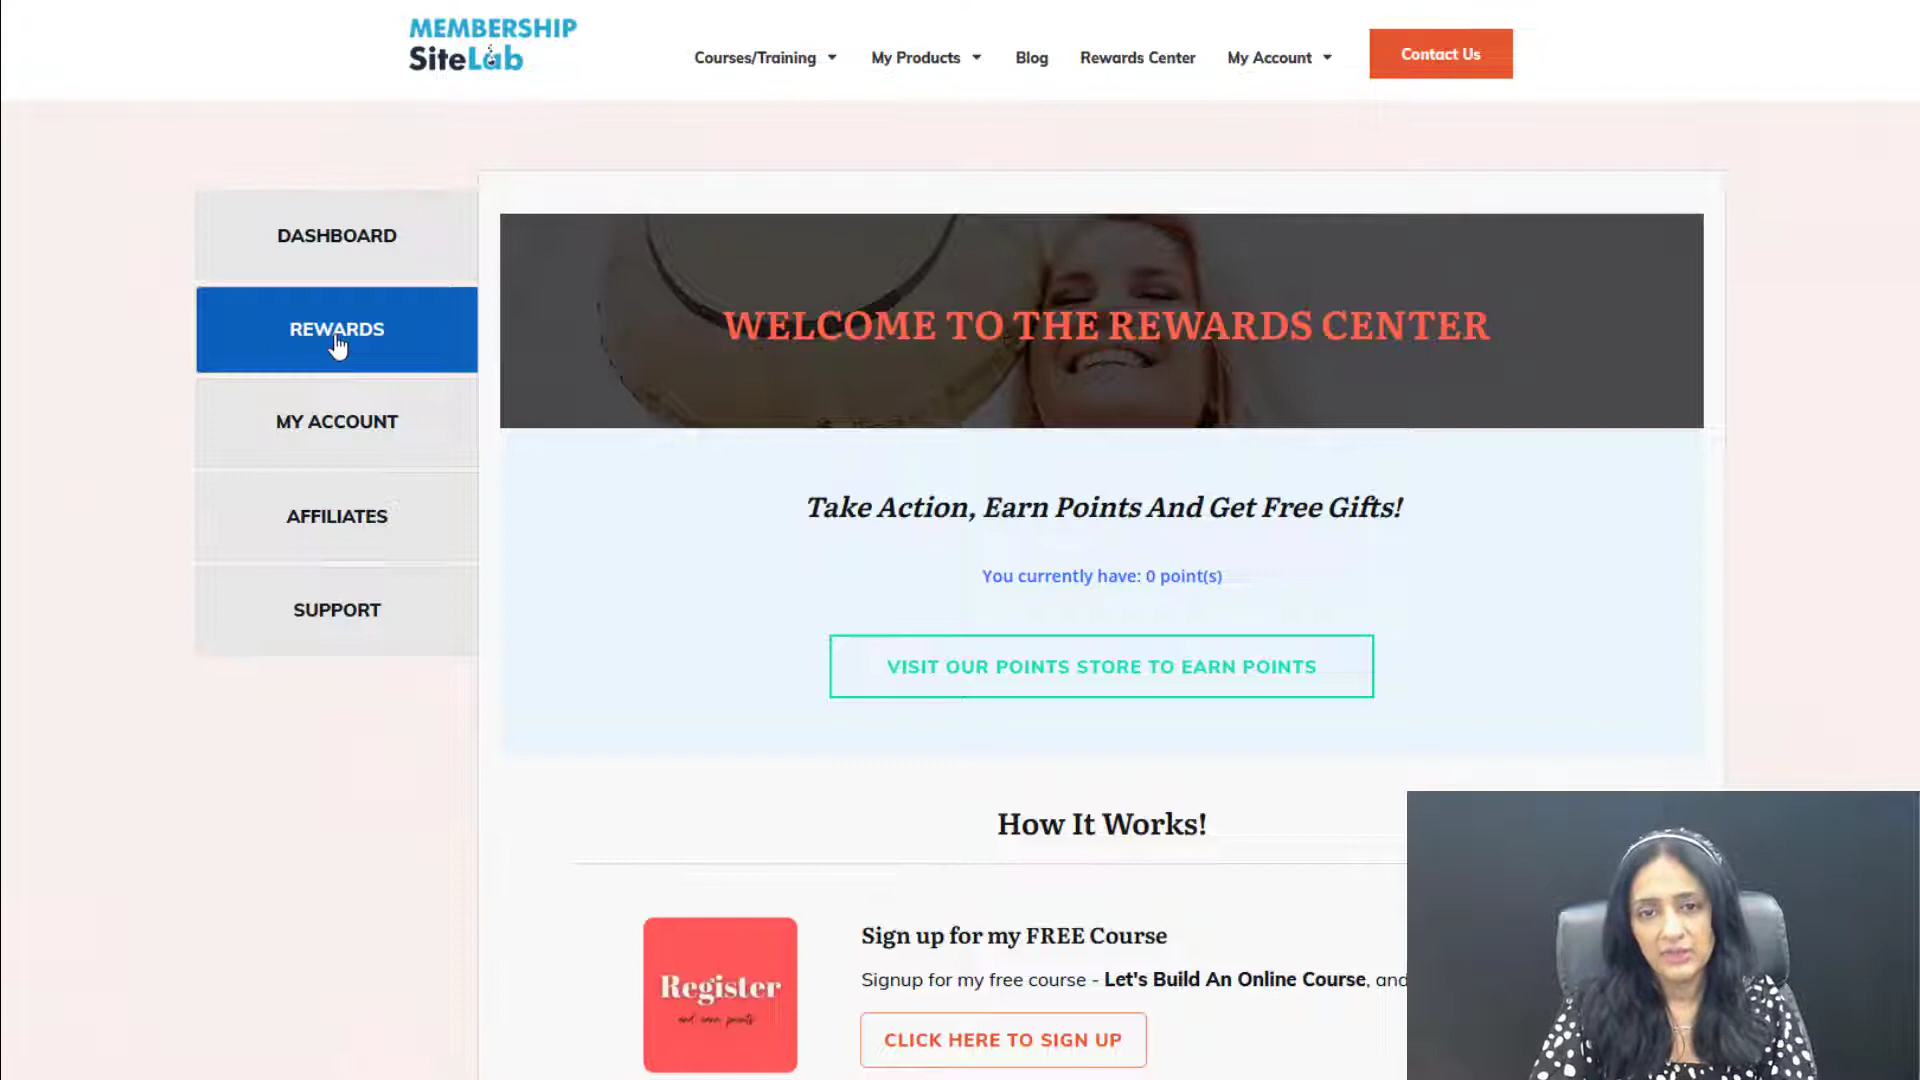 MEMBERSHIP
SiteLab
Courses/Training
My Products
Blog
Rewards Center
My Account
Contact Us
DASHBOARD
REWARDS
MY ACCOUNT
AFFILIATES
SUPPORT
WELCOME TO THE REWARDS CENTER
Take Action, Earn Points And Get Free Gifts!
You currently have: 0 point(s)
VISIT OUR POINTS STORE TO EARN POINTS
How It Works!
Register
and earn points
Sign up for my FREE Course
Signup for my free course - Let's Build An Online Course, and
CLICK HERE TO SIGN UP